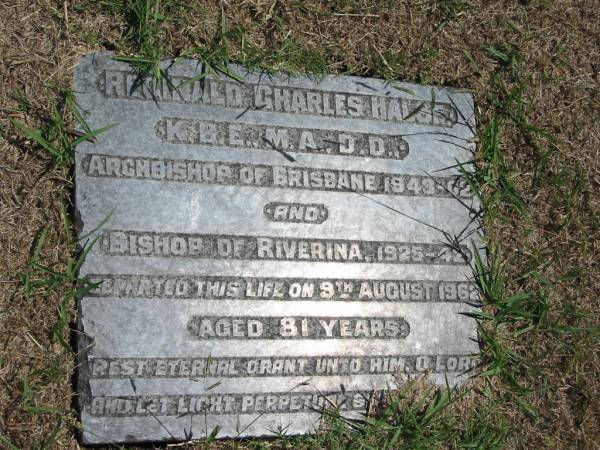 REGINALD CHARLES HALSE
K.B.E. M.A. D.D.
ARCHBISHOP OF BRISBANE 1943-62
AND
BISHOP OF RIVERINA, 1925-43
DEPARTED THIS LIFE ON 9TH AUGUST 1962
AGED 81 YEARS
REST ETERNAL GRANT UNTO HIM, O LORD
AND LET LIGHT PERPETUAL